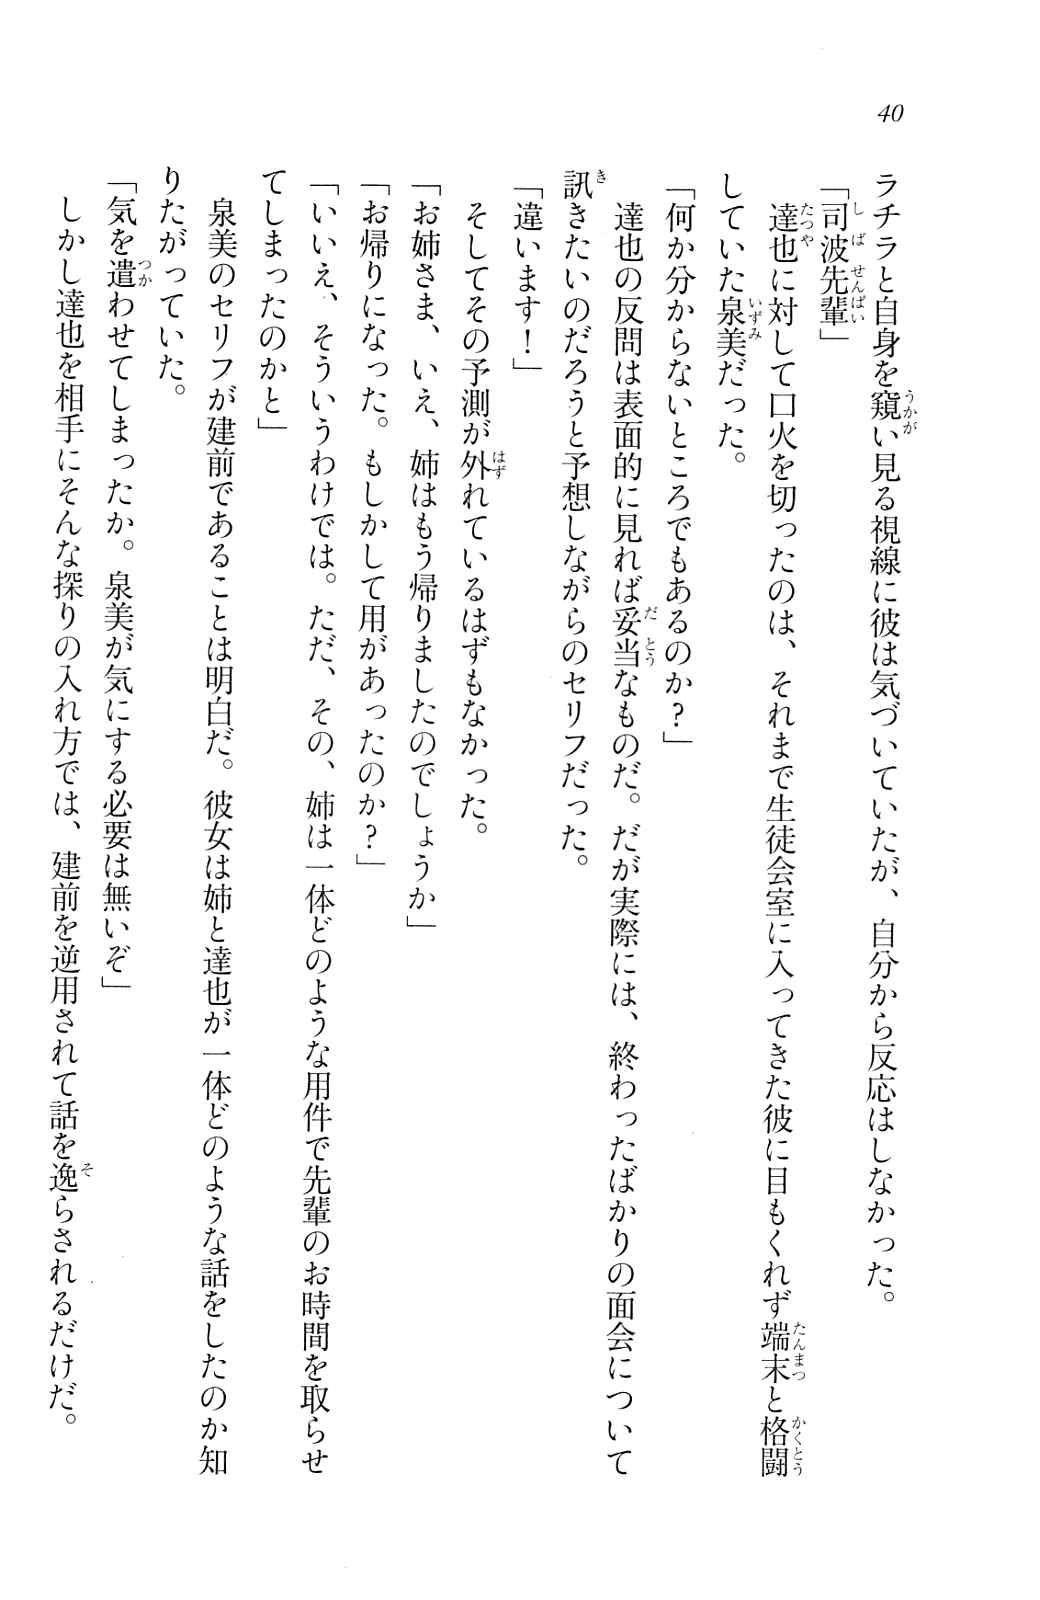 40
ラチラと自身を窺い見る視線に彼は気づいていたが、自分から反応はしなかった。
「司波先輩」
達也に対して口火を切ったのは、それまで生徒会室に入ってきた彼に目もくれず端末と格闘
していた泉美だった。
「何か分からないところでもあるのか?」
達也の反問は表面的に見れば妥当なものだ。だが実際には、終わったばかりの面会について
訊きたいのだろうと予想しながらのセリフだった。
「違います!」
そしてその予測が外れているはずもなかった。
「お姉さま、いえ、姉はもう帰りましたのでしょうか」
「お帰りになった。もしかして用があったのか?」
「いいえ、そういうわけでは。ただ、その、姉は一体どのような用件で先輩のお時間を取らせ
てしまったのかと」
泉美のセリフが建前であることは明白だ。彼女は姉と達也が一体どのような話をしたのか知
りたがっていた。
「気を遣わせてしまったか。泉美が気にする必要は無いぞ」
しかし達也を相手にそんな探りの入れ方では、建前を逆用されて話を逸らされるだけだ。